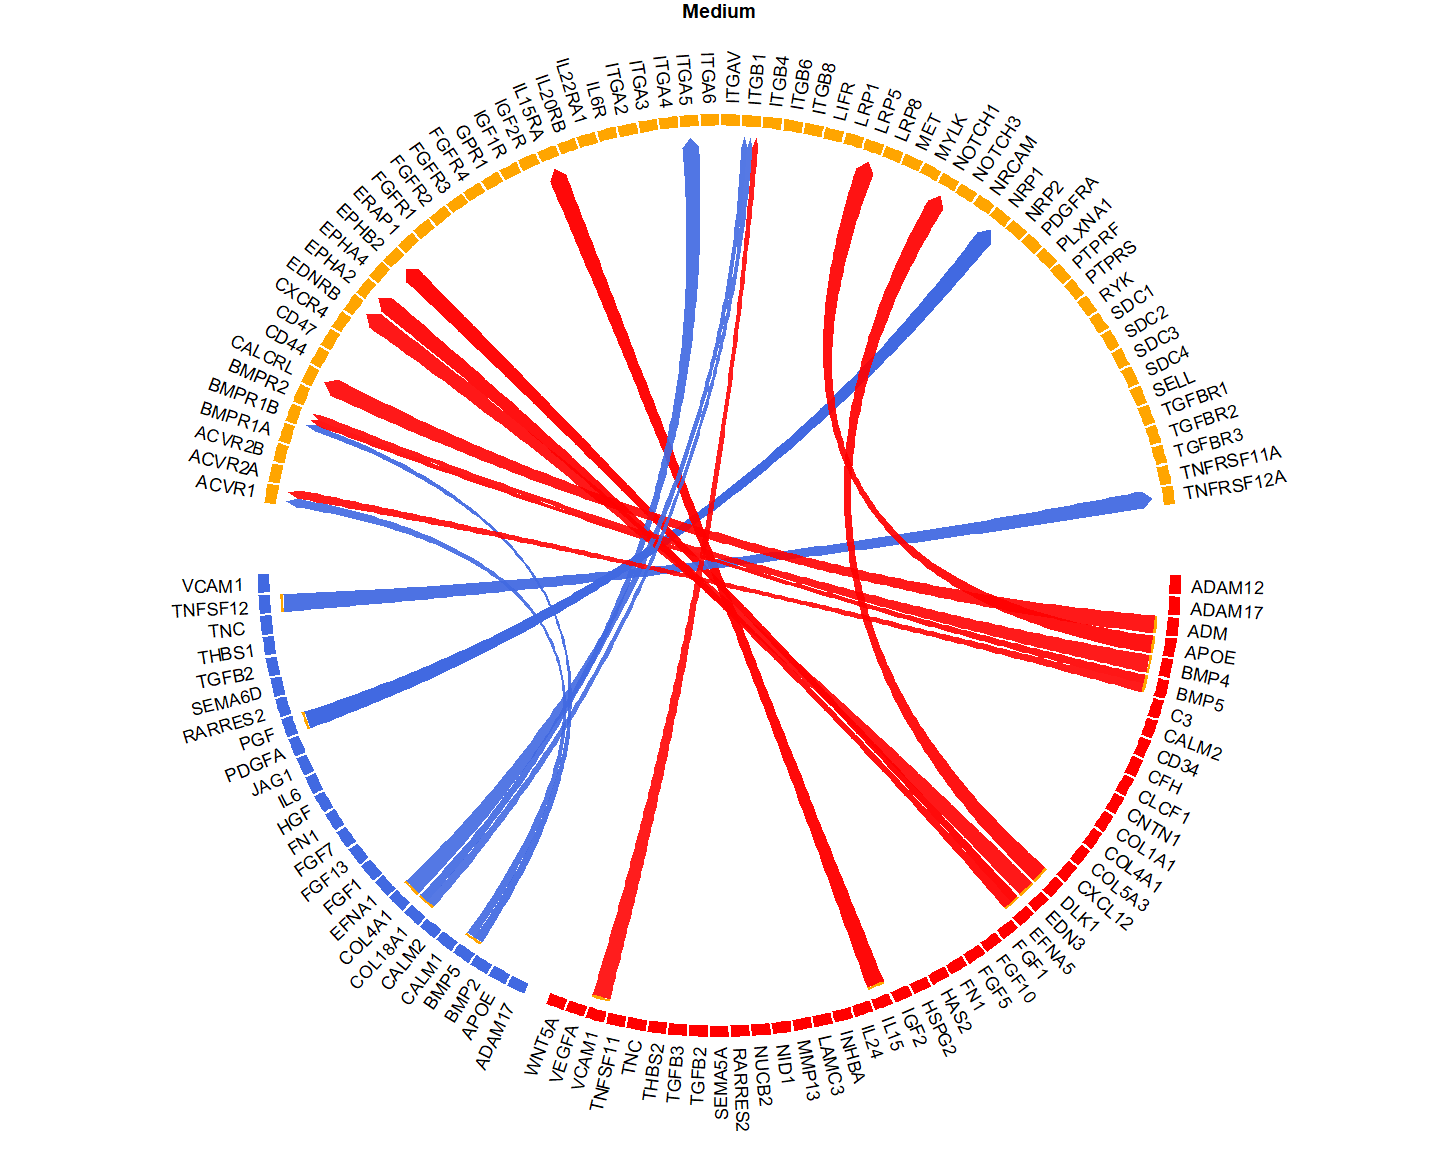 Medium
ACVR1
ACVR2A
ACVR2B
BMPR1A
BMPR1B
BMPR2
CALCRL
CD44
CD47
CXCR4
EDNRB
EPHA2
EPHA4
EPHB2
ERAP1
FGFR1
FGFR2
FGFR3
FGFR4
GPR1
IGF1R
IGF2R
IL15RA
IL20RB
IL22RA1
IL6R
ITGA2
ITGA3
ITGA4
ITGA5
ITGA6
ITGAV
ITGB1
ITGB4
ITGB6
ITGB8
LIFR
LRP1
LRP5
LRP8
MET
MYLK
NOTCH1
NOTCH3
NRCAM
NRP1
NRP2
PDGFRA
PLXNA1
PTPRF
PTPRS
RYK
SDC1
SDC2
SDC3
SDC4
SELL
TGFBR1
TGFBR2
TGFBR3
TNFRSF11A
TNFRSF12A
ADAM12
ADAM17
ADM
APOE
BMP4
BMP5
C3
CALM2
CD34
CFH
CLCF1
CNTN1
COL1A1
COL4A1
COL5A3
CXCL12
DLK1
EDN3
EFNA5
FGF1
FGF10
FGF5
FN1
HAS2
HSPG2
IGF2
IL15
IL24
INHBA
LAMC3
MMP13
NID1
NUCB2
RARRES2
SEMA5A
TGFB2
TGFB3
THBS2
TNC
TNFSF11
VCAM1
VEGFA
WNT5A
ADAM17
APOE
BMP2
BMP5
CALM1
CALM2
COL18A1
COL4A1
EFNA1
FGF1
FGF13
FGF7
FN1
HGF
IL6
JAG1
PDGFA
PGF
RARRES2
SEMA6D
TGFB2
THBS1
TNC
TNFSF12
VCAM1